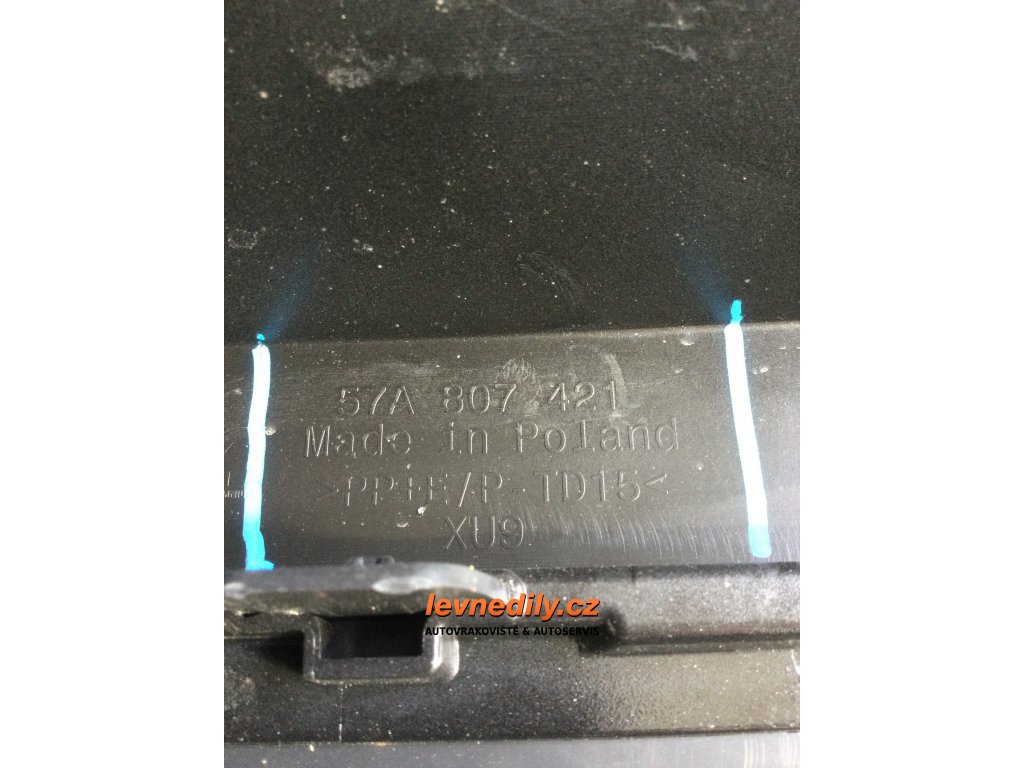 57A 807 421
Made in Poland
>PP+E/P-TD15<
XU9
levnedily.cz
AUTOVRAKOVIŠTĚ & AUTOSERVIS